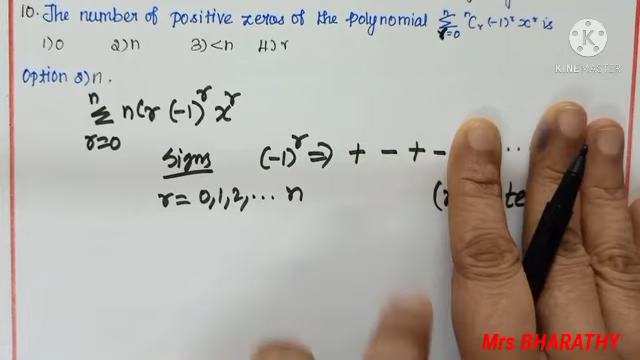 10. The number of positive zeros of the polynomial n Σ r=0 ⁿCᵣ (-1)ʳ xʳ is
1) 0 2) n 3) < n 4) r
Option 2) n.
n Σ r=0 nCr (-1)ʳ xʳ
Signs (-1)ʳ ⇒ + - + - ...
r = 0, 1, 2, ... n te
KINEMASTER
Mrs BHARATHY